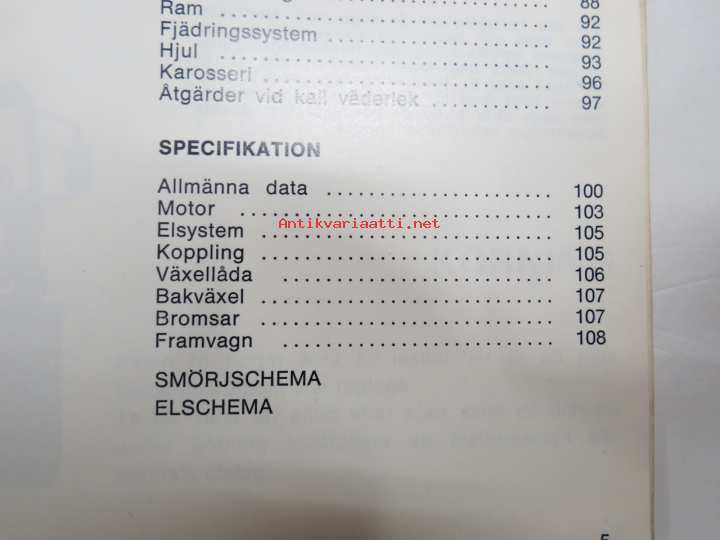 88
Ram 92
Fjädringssystem 92
Hjul 93
Karosseri 96
Åtgärder vid kall väderlek 97
SPECIFIKATION
Allmänna data 100
Motor 103
Antikvariaatti.net
Elsystem 105
Koppling 105
Växellåda 106
Bakväxel 107
Bromsar 107
Framvagn 108
SMÖRJSCHEMA
ELSCHEMA
5